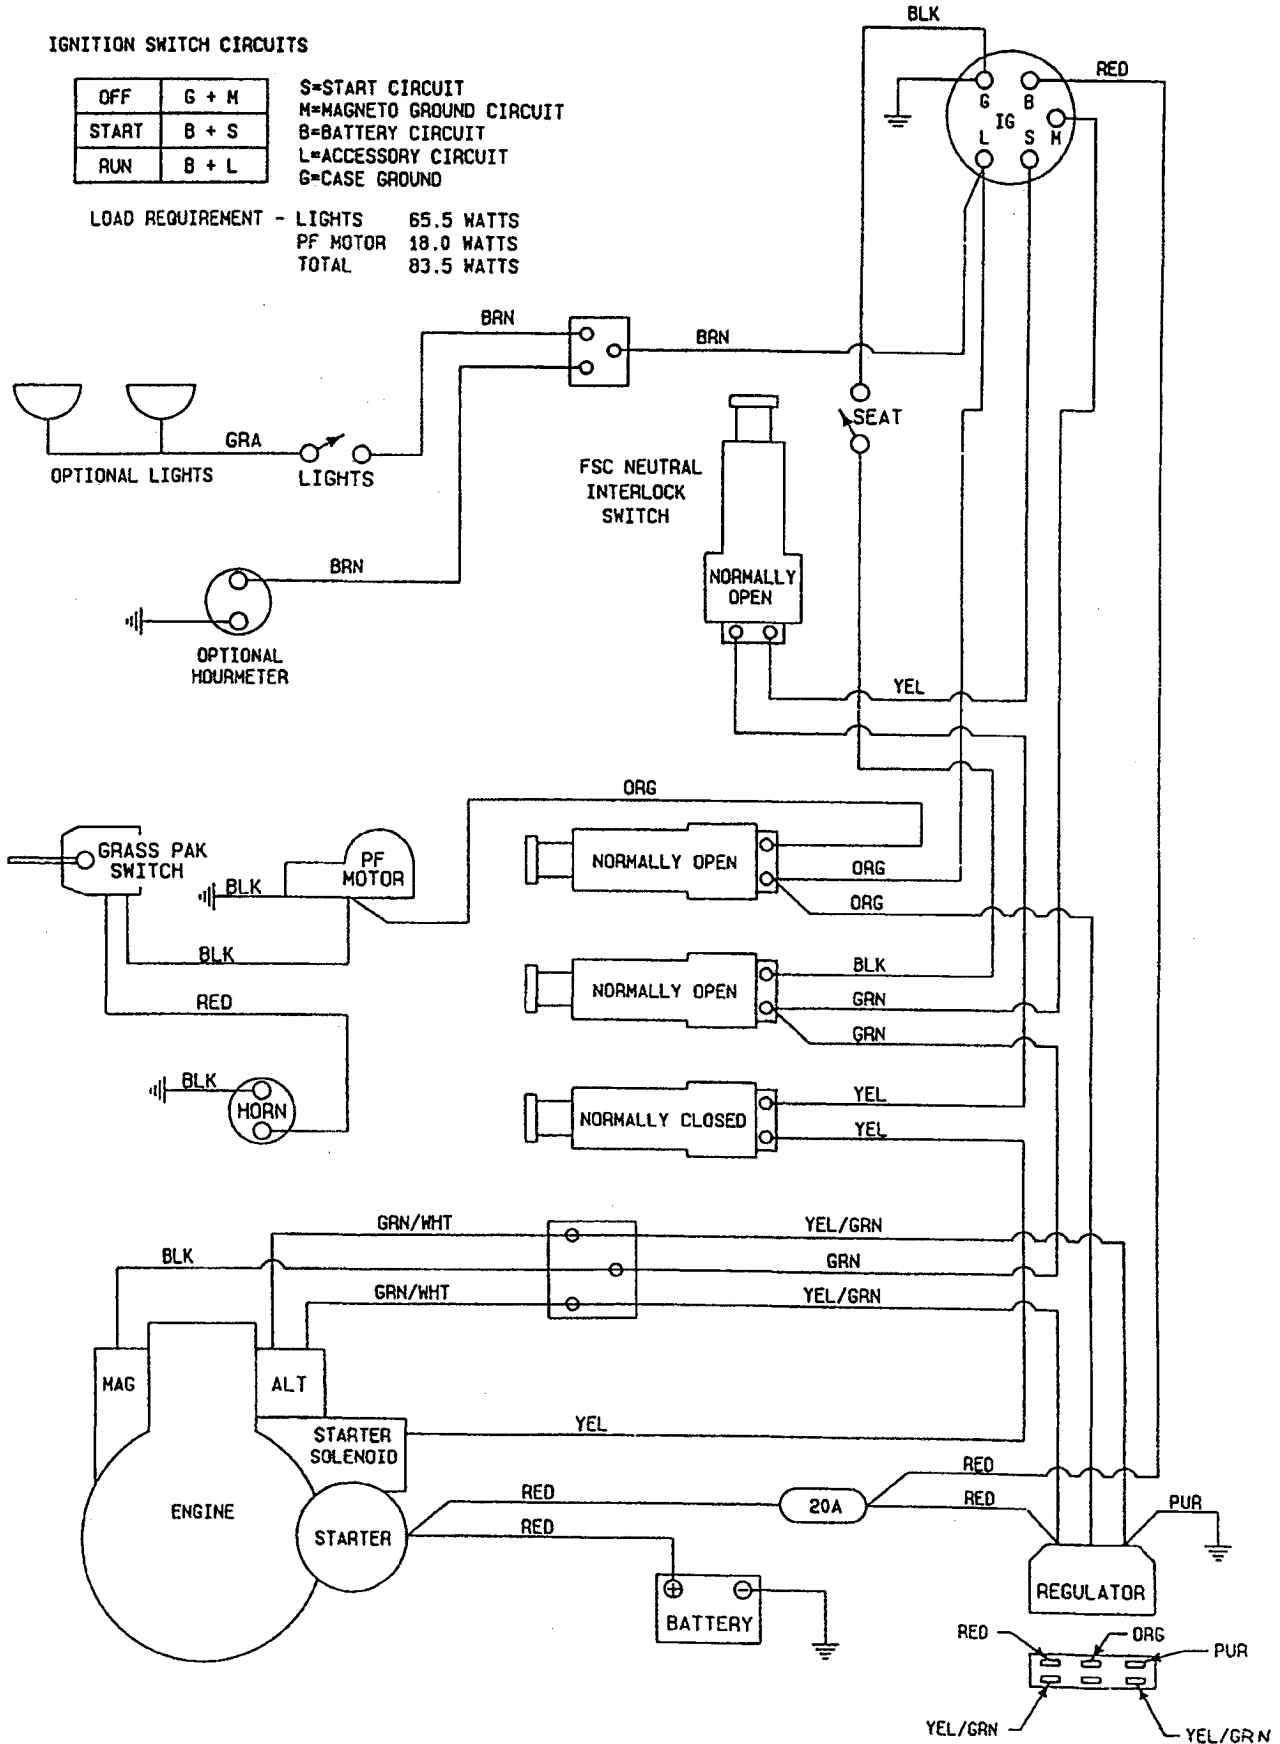 BLK
IGNITION SWITCH CIRCUITS
OFF G + M
START B + S
RUN B + L
S=START CIRCUIT
M=MAGNETO GROUND CIRCUIT
B=BATTERY CIRCUIT
L=ACCESSORY CIRCUIT
G=CASE GROUND
RED
G
B
IG
L
S
M
LOAD REQUIREMENT - LIGHTS 65.5 WATTS
PF MOTOR 18.0 WATTS
TOTAL 83.5 WATTS
BRN
BRN
GRA
OPTIONAL LIGHTS
LIGHTS
SEAT
FSC NEUTRAL
INTERLOCK
SWITCH
BRN
NORMALLY
OPEN
OPTIONAL
HOURMETER
YEL
ORG
GRASS PAK
SWITCH
PF
MOTOR
BLK
NORMALLY OPEN
ORG
ORG
BLK
RED
NORMALLY OPEN
BLK
GRN
GRN
BLK
HORN
NORMALLY CLOSED
YEL
YEL
GRN/WHT
YEL/GRN
BLK
GRN
GRN/WHT
YEL/GRN
MAG
ALT
STARTER
SOLENOID
YEL
RED
ENGINE
STARTER
RED
RED
20A
RED
PUR
+
-
BATTERY
REGULATOR
RED
ORG
PUR
YEL/GRN
YEL/GRN